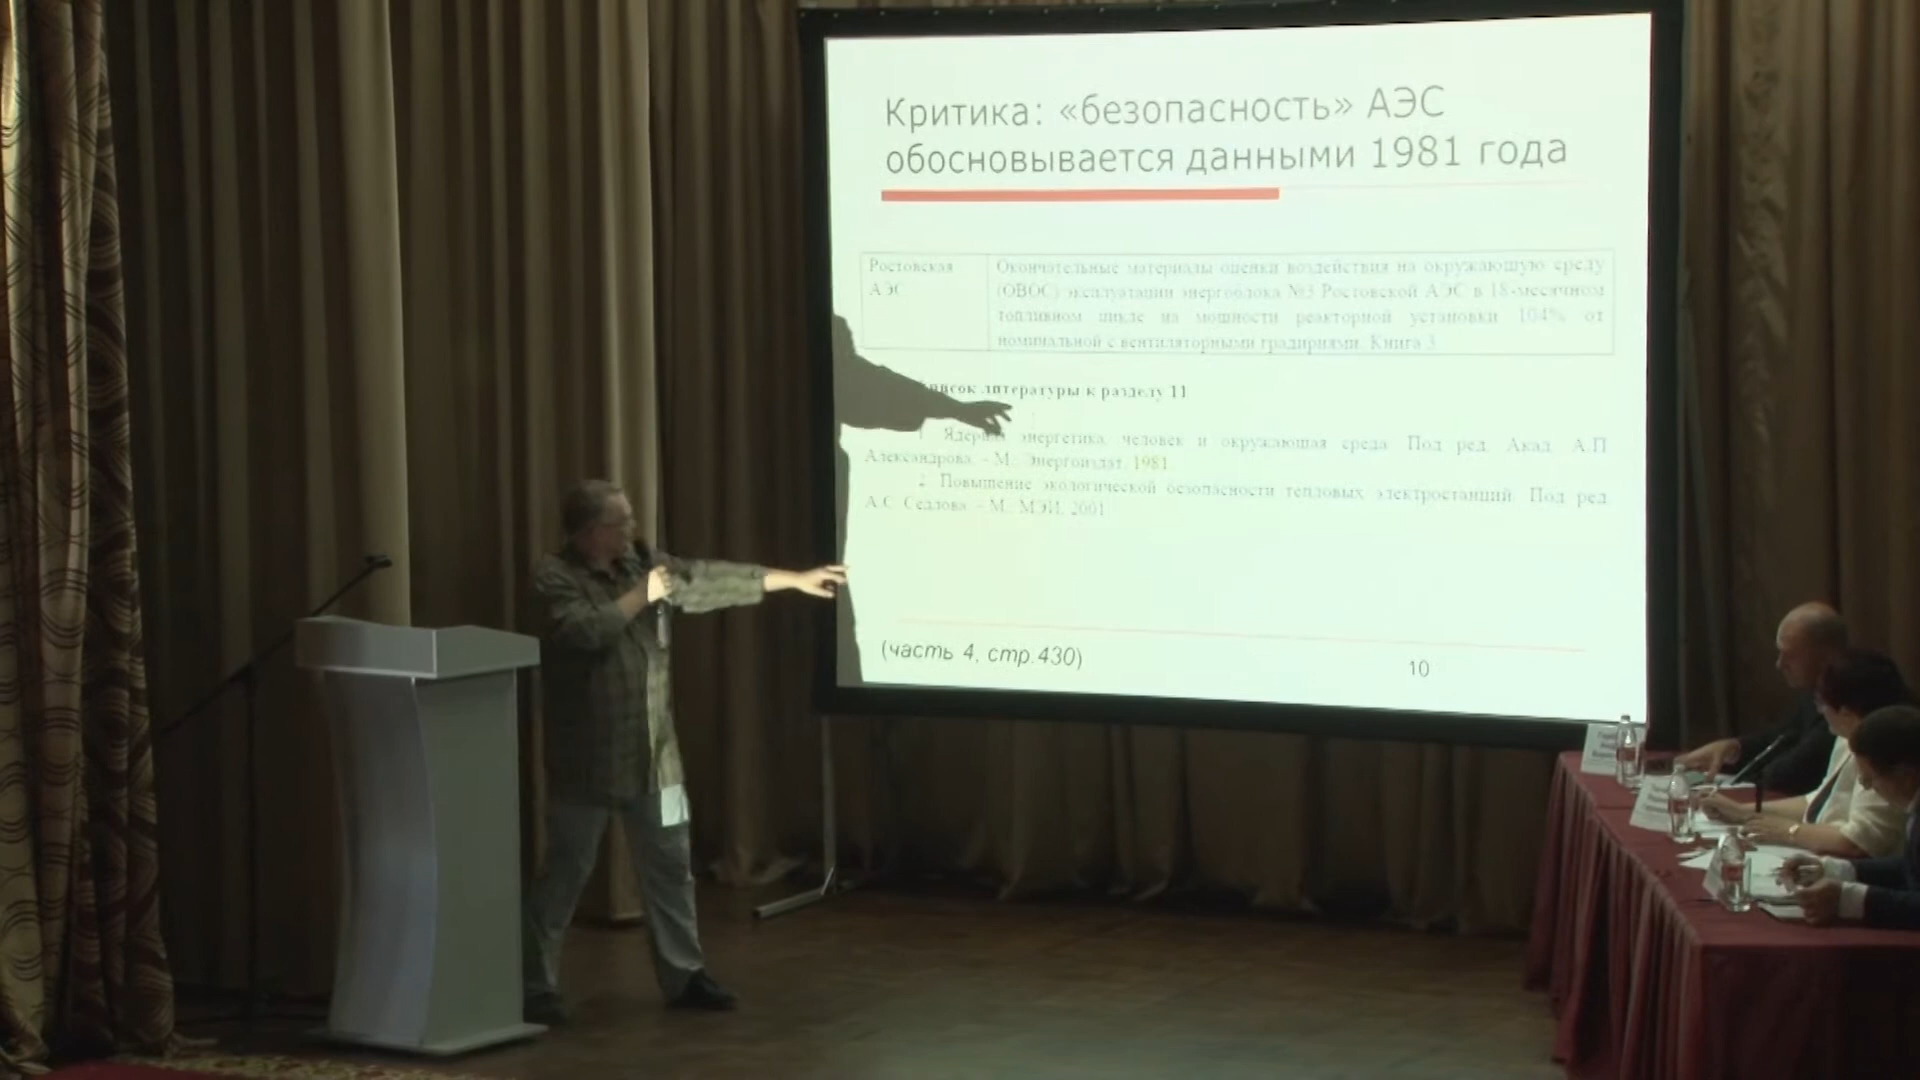 Критика: «безопасность» АЭС
обосновывается данными 1981 года
Ростовская
АЭС
Окончательные материалы оценки воздействия на окружающую среду
(ОВОС) эксплуатации энергоблока №3 Ростовской АЭС в 18-месячном
топливном цикле на мощности реакторной установки 104% от
номинальной с вентиляторными градирнями. Книга 3
литературы к разделу 11
1 энергетика, человек и окружающая среда. Под ред. Акад. А.П
Александрова. – М.: Энергоиздат, 1981.
2. Повышение экологической безопасности тепловых электростанций. Под ред.
А.С. Седлова. – М.: МЭИ, 2001
(часть 4, стр.430)
10